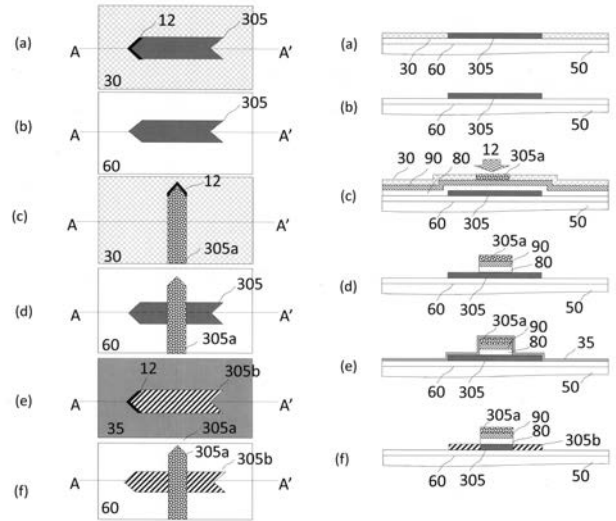 12 305
(a) A A'
30
305
(b) A A'
60
12
(c) A A'
30 305a
305
(d) A A'
60
12 305b
(e) A A'
35 305a
305a 305b
(f) A A'
60
(a)
30 60 305 50
(b)
60 305 50
12
30 90 80 305a
(c)
60 305 50
305a 90
80
(d)
60 305 50
305a 90
80 35
(e)
60 305 50
305a 90
80 305b
(f)
60 305 50